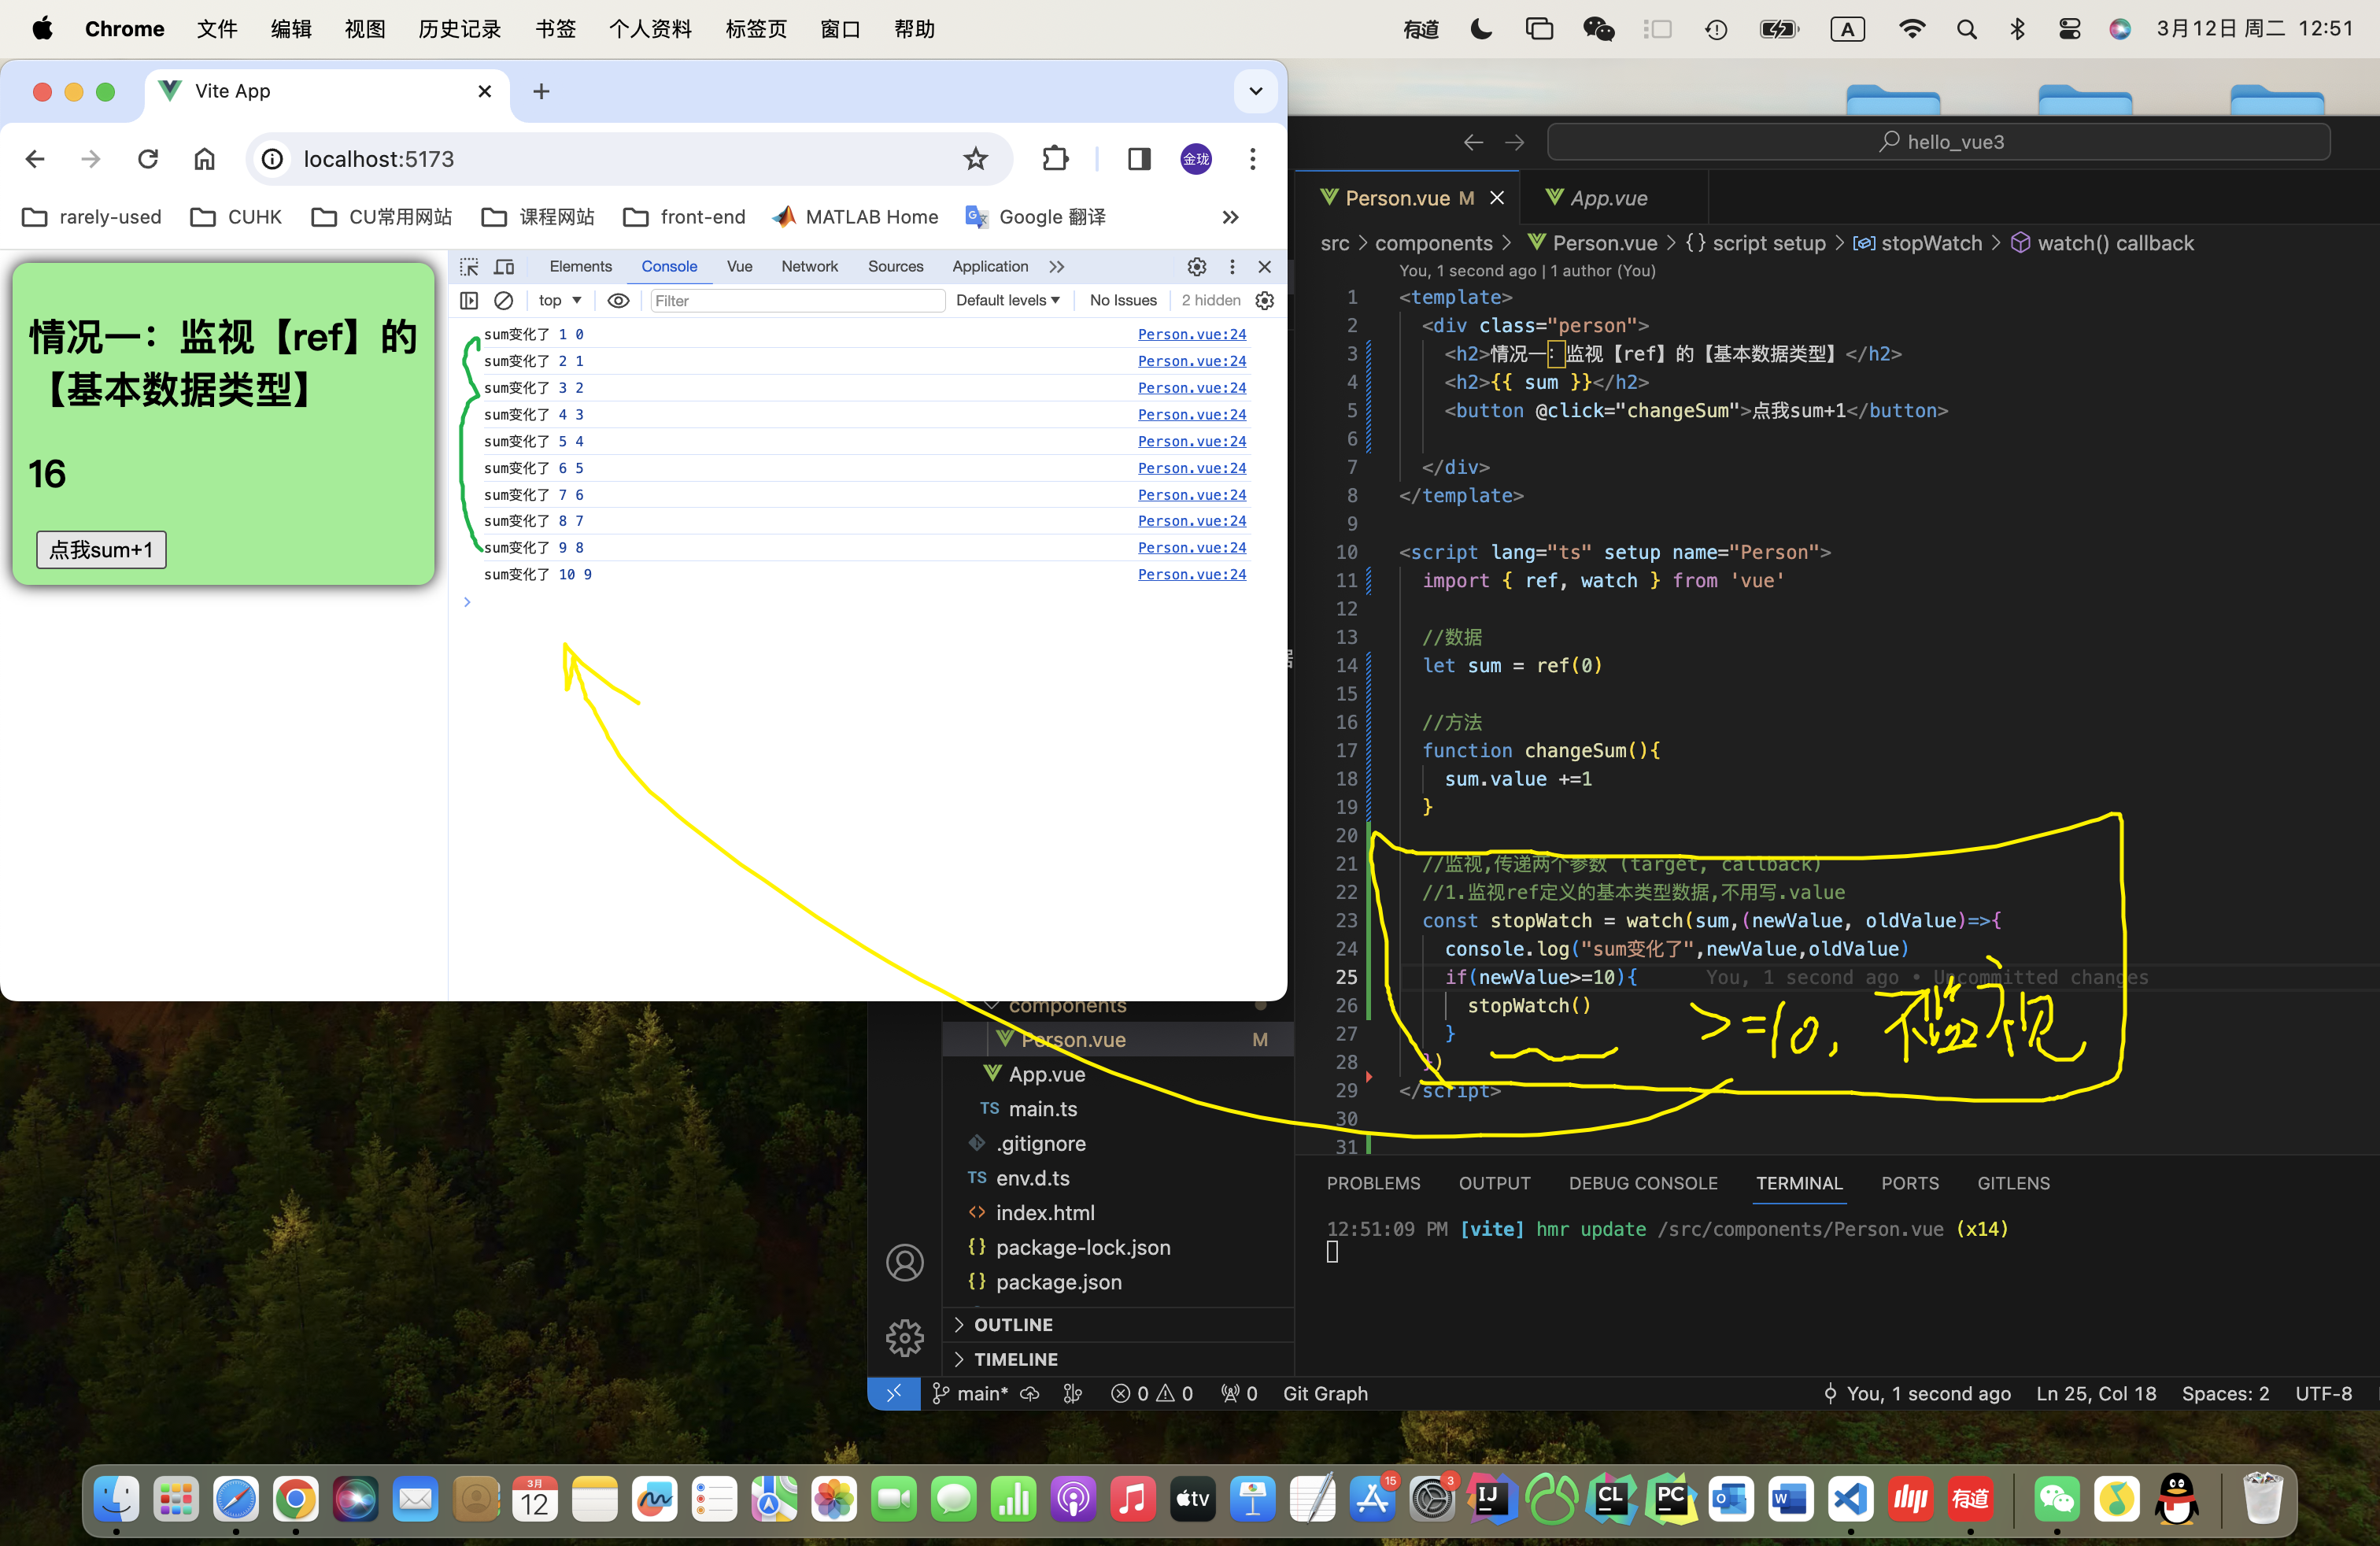 Chrome 文件 编辑 视图 历史记录 书签 个人资料 标签页 窗口 帮助 有道 A 3月12日 周二 12:51
Vite App
localhost:5173 金珑
rarely-used CUHK CU常用网站 课程网站 front-end MATLAB Home Google 翻译
Elements Console Vue Network Sources Application
top Filter Default levels No Issues 2 hidden
情况一：监视【ref】的
【基本数据类型】
16
点我sum+1
sum变化了 1 0 Person.vue:24
sum变化了 2 1 Person.vue:24
sum变化了 3 2 Person.vue:24
sum变化了 4 3 Person.vue:24
sum变化了 5 4 Person.vue:24
sum变化了 6 5 Person.vue:24
sum变化了 7 6 Person.vue:24
sum变化了 8 7 Person.vue:24
sum变化了 9 8 Person.vue:24
sum变化了 10 9 Person.vue:24
hello_vue3
Person.vue M App.vue
src > components > Person.vue > {} script setup > stopWatch > watch() callback
You, 1 second ago | 1 author (You)
1 <template>
2 <div class="person">
3 <h2>情况一：监视【ref】的【基本数据类型】</h2>
4 <h2>{{ sum }}</h2>
5 <button @click="changeSum">点我sum+1</button>
6
7 </div>
8 </template>
9
10 <script lang="ts" setup name="Person">
11 import { ref, watch } from 'vue'
12
13 //数据
14 let sum = ref(0)
15
16 //方法
17 function changeSum(){
18 sum.value +=1
19 }
20
21 //监视,传递两个参数 (target, callback)
22 //1.监视ref定义的基本类型数据,不用写.value
23 const stopWatch = watch(sum,(newValue, oldValue)=>{
24 console.log("sum变化了",newValue,oldValue)
25 if(newValue>=10){ You, 1 second ago • Uncommitted changes
26 stopWatch()
27 }
28 })
29 </script>
30
31
>=10, 不监视
components
Person.vue M
App.vue
TS main.ts
.gitignore
TS env.d.ts
<> index.html
{} package-lock.json
{} package.json
OUTLINE
TIMELINE
PROBLEMS OUTPUT DEBUG CONSOLE TERMINAL PORTS GITLENS
12:51:09 PM [vite] hmr update /src/components/Person.vue (x14)
main* 0 0 0 Git Graph You, 1 second ago Ln 25, Col 18 Spaces: 2 UTF-8
3月
12
tv
15
3
IJ
CL
PC
有道